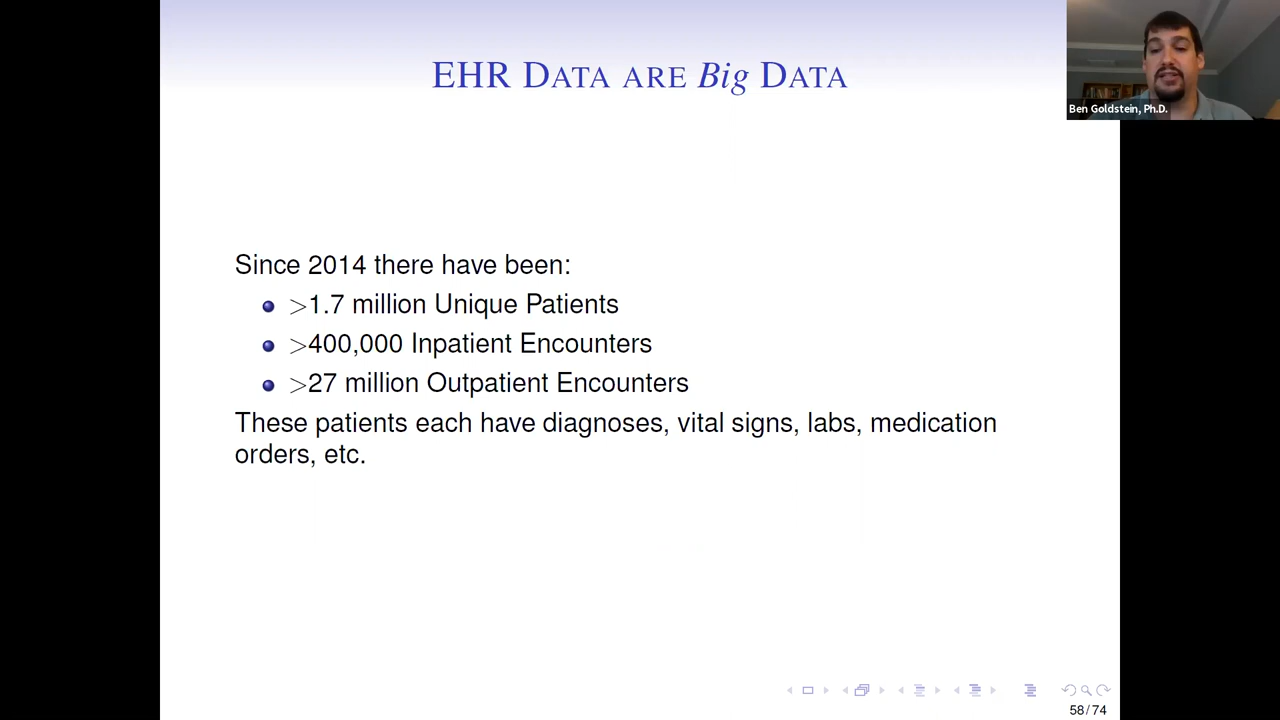 EHR DATA ARE Big DATA
Ben Goldstein, Ph.D.
Since 2014 there have been:
>1.7 million Unique Patients
>400,000 Inpatient Encounters
>27 million Outpatient Encounters
These patients each have diagnoses, vital signs, labs, medication
orders, etc.
58/74